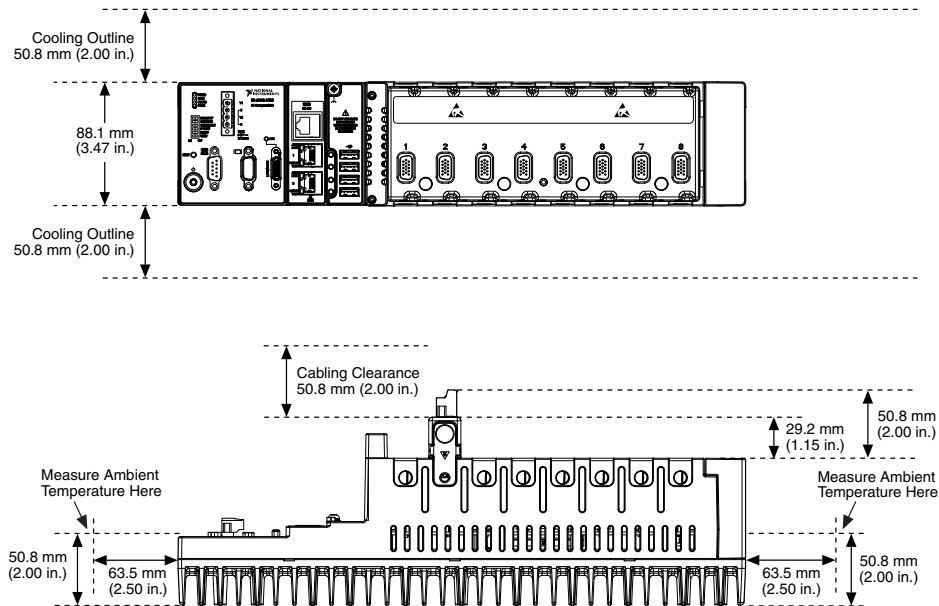 Cooling Outline
50.8 mm (2.00 in.)
88.1 mm
(3.47 in.)
NATIONAL
INSTRUMENTS
1 2 3 4 5 6 7 8
Cooling Outline
50.8 mm (2.00 in.)
Cabling Clearance
50.8 mm (2.00 in.)
50.8 mm
(2.00 in.)
29.2 mm
(1.15 in.)
Measure Ambient
Temperature Here
Measure Ambient
Temperature Here
50.8 mm
(2.00 in.)
63.5 mm
(2.50 in.)
63.5 mm
(2.50 in.)
50.8 mm
(2.00 in.)